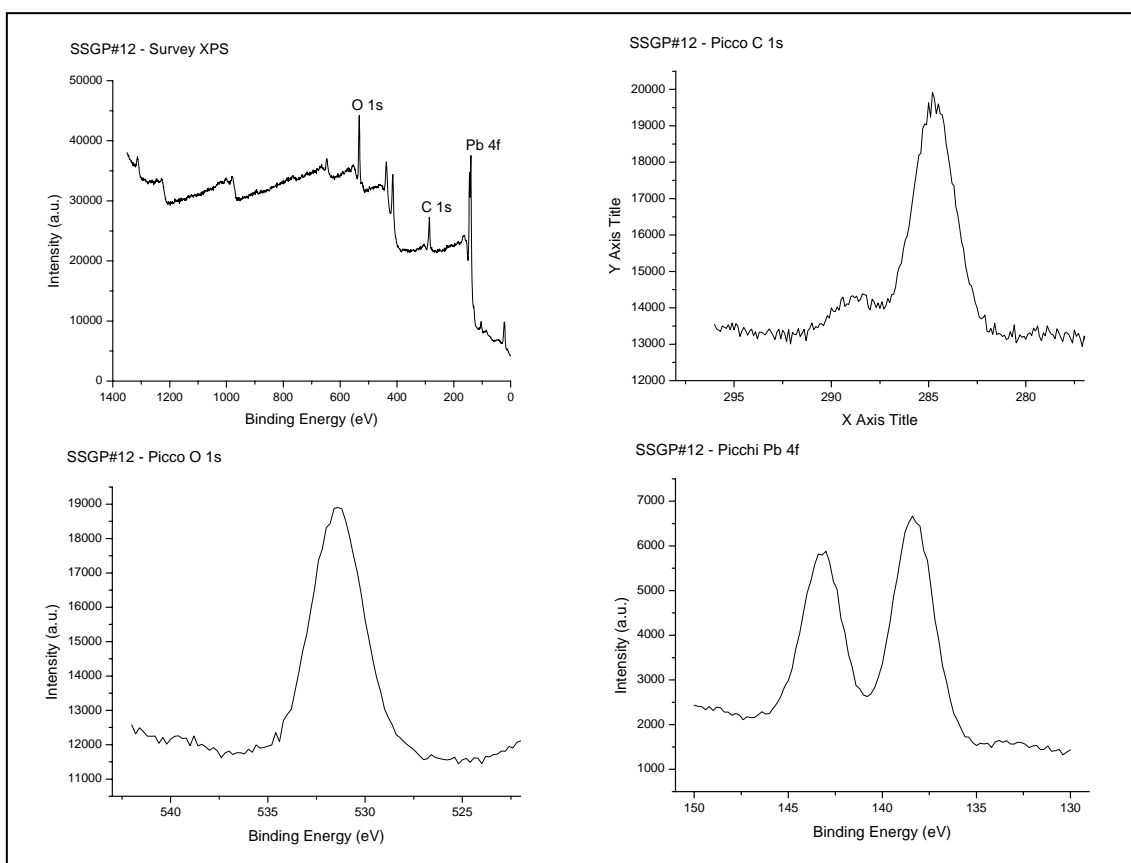 SSGP#12 - Survey XPS
50000
40000
30000
20000
10000
0
Intensity (a.u.)
O 1s
Pb 4f
C 1s
1400 1200 1000 800 600 400 200 0
Binding Energy (eV)
SSGP#12 - Picco C 1s
20000
19000
18000
17000
16000
15000
14000
13000
12000
Y Axis Title
295 290 285 280
X Axis Title
SSGP#12 - Picco O 1s
19000
18000
17000
16000
15000
14000
13000
12000
11000
Intensity (a.u.)
540 535 530 525
Binding Energy (eV)
SSGP#12 - Picchi Pb 4f
7000
6000
5000
4000
3000
2000
1000
Intensity (a.u.)
150 145 140 135 130
Binding Energy (eV)